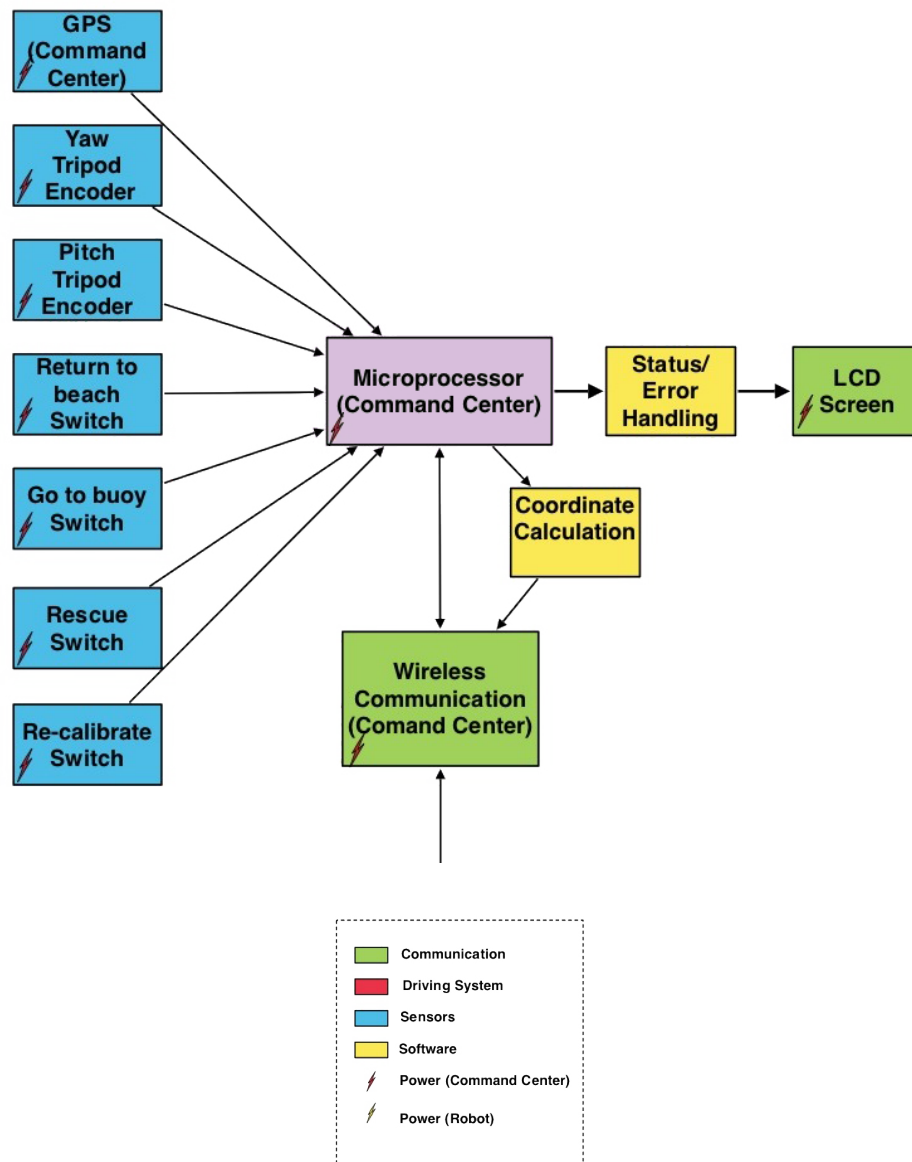 GPS
(Command
Center)
Yaw
Tripod
Encoder
Pitch
Tripod
Encoder
Return to
beach
Switch
Go to buoy
Switch
Rescue
Switch
Re-calibrate
Switch
Microprocessor
(Command Center)
Status/
Error
Handling
LCD
Screen
Coordinate
Calculation
Wireless
Communication
(Comand Center)
Communication
Driving System
Sensors
Software
Power (Command Center)
Power (Robot)